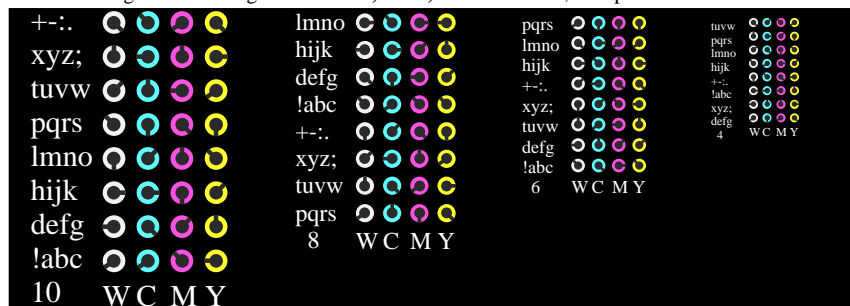 +-:.
xyz;
tuvw
pqrs
lmno
hijk
defg
!abc
10 W C M Y
lmno
hijk
defg
!abc
+-:.
xyz;
tuvw
pqrs
8 W C M Y
pqrs
lmno
hijk
+-:.
xyz;
tuvw
defg
!abc
6 W C M Y
tuvw
pqrs
lmno
hijk
+-:.
!abc
xyz;
defg
4 W C M Y